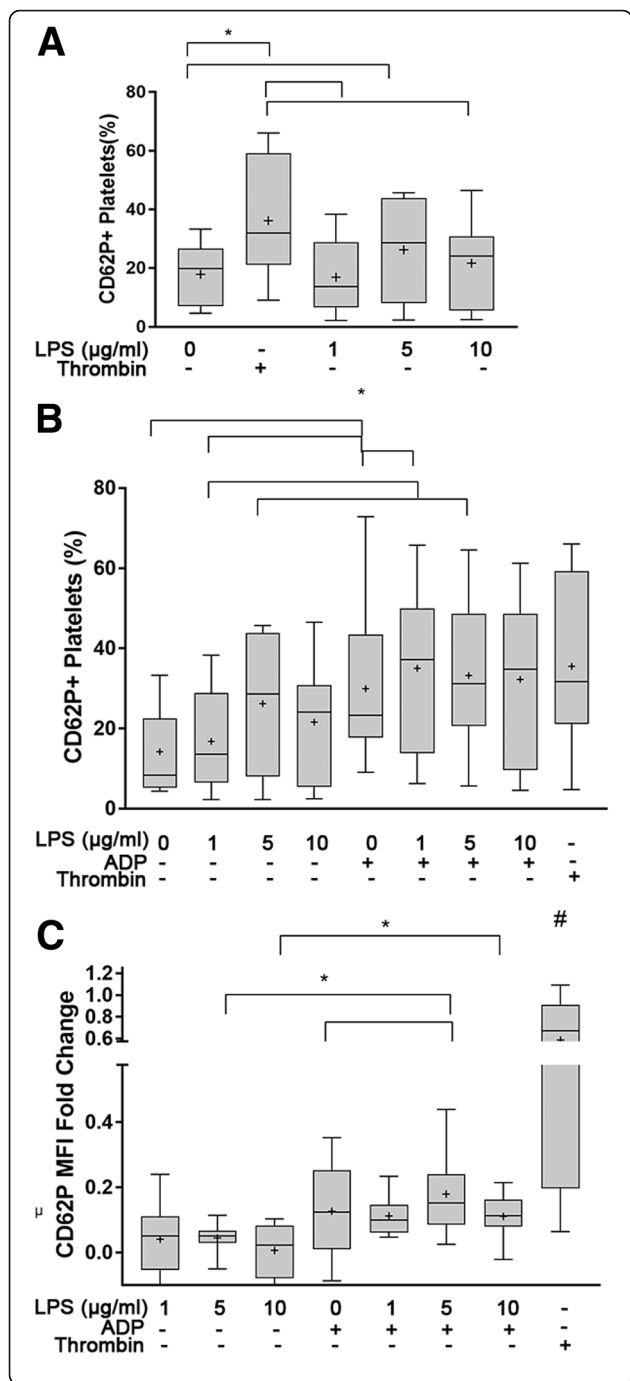 A
*
80
60
40
20
0
CD62P+ Platelets(%)
LPS (µg/ml) 0 - 1 5 10
Thrombin - + - - -
*
B
80
60
40
20
0
CD62P+ Platelets (%)
LPS (µg/ml) 0 1 5 10 0 1 5 10 -
ADP - - - - + + + + -
Thrombin - - - - - - - - +
C
*
#
*
1.2
1.0
0.8
0.6
0.4
0.2
0.0
CD62P MFI Fold Change
LPS (µg/ml) 1 5 10 0 1 5 10 -
ADP - - - + + + + -
Thrombin - - - - - - - +